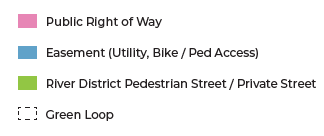 Public Right of Way
Easement (Utility, Bike / Ped Access)
River District Pedestrian Street / Private Street
Green Loop